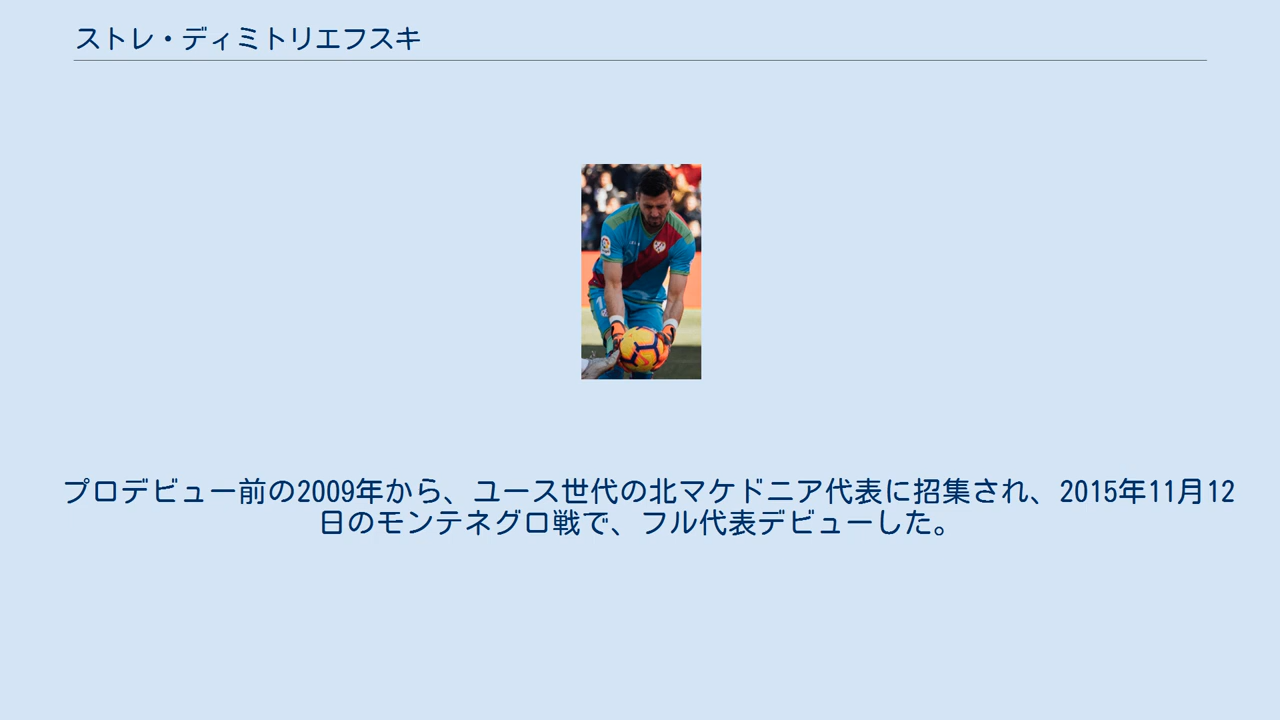 ストレ・ディミトリエフスキ
プロデビュー前の2009年から、ユース世代の北マケドニア代表に招集され、2015年11月12
日のモンテネグロ戦で、フル代表デビューした。